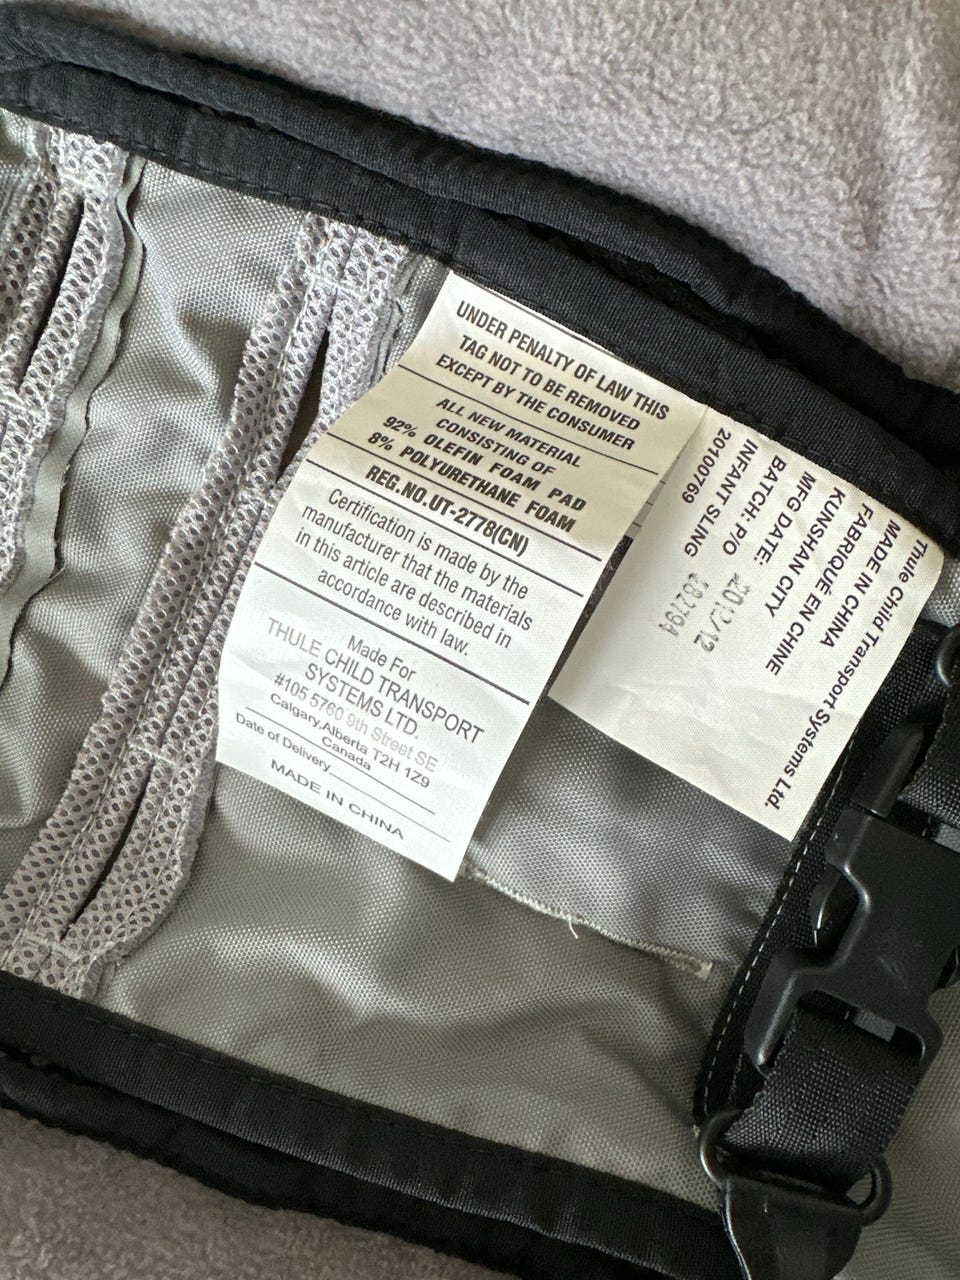 UNDER PENALTY OF LAW THIS
TAG NOT TO BE REMOVED
EXCEPT BY THE CONSUMER
ALL NEW MATERIAL
CONSISTING OF
92% OLEFIN FOAM PAD
8% POLYURETHANE FOAM
REG.NO.UT-2778(CN)
Certification is made by the
manufacturer that the materials
in this article are described in
accordance with law.
Made For
THULE CHILD TRANSPORT
SYSTEMS LTD.
#105 5760 9th Street SE
Calgary,Alberta T2H 1Z9
Canada
Date of Delivery
MADE IN CHINA
Thule Child Transport Systems Ltd.
MADE IN CHINA
FABRIQUÉ EN CHINE
KUNSHAN CITY
MFG DATE:
BATCH: P/O
INFANT SLING
20100769